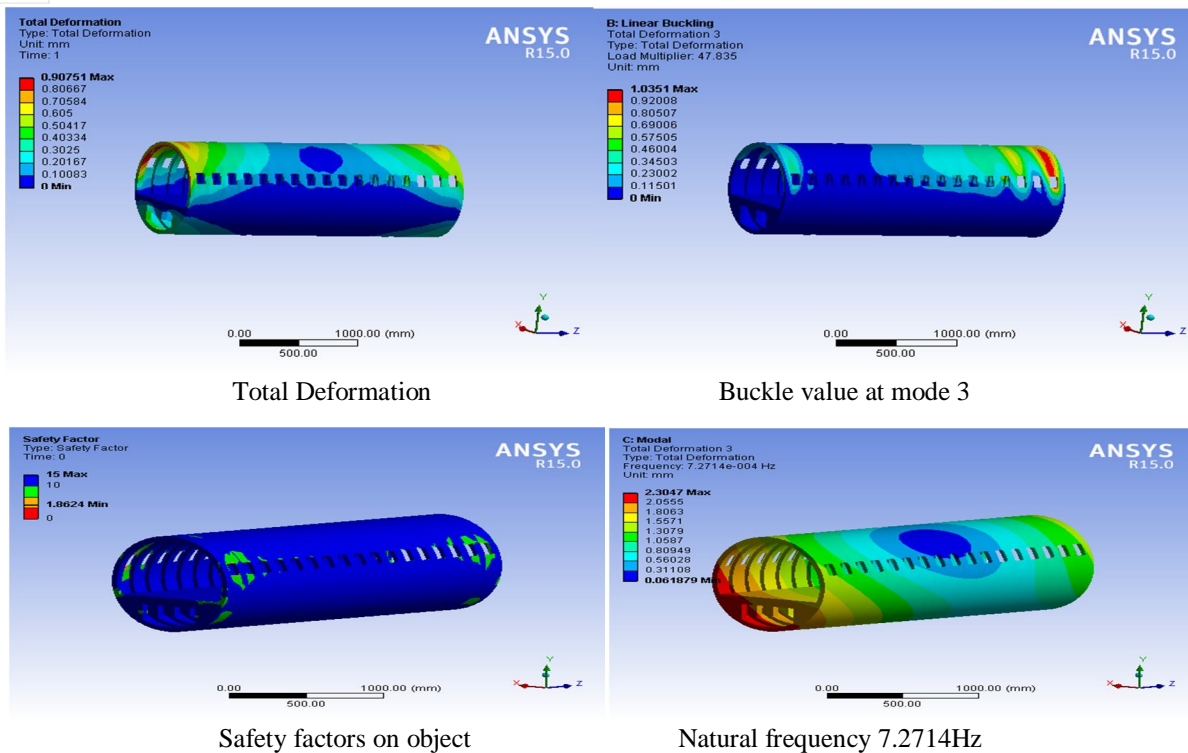 Total Deformation
Type: Total Deformation
Unit: mm
Time: 1
0.90751 Max
0.80667
0.70584
0.605
0.50417
0.40334
0.3025
0.20167
0.10083
0 Min
ANSYS
R15.0
Y
X
Z
0.00
1000.00 (mm)
500.00
B: Linear Buckling
Total Deformation 3
Type: Total Deformation
Load Multiplier: 47.835
Unit: mm
1.0351 Max
0.92008
0.80507
0.69006
0.57505
0.46004
0.34503
0.23002
0.11501
0 Min
ANSYS
R15.0
Y
X
Z
0.00
1000.00 (mm)
500.00
Total Deformation
Buckle value at mode 3
Safety Factor
Type: Safety Factor
Time: 0
15 Max
10
1.8624 Min
0
ANSYS
R15.0
Y
X
Z
0.00
1000.00 (mm)
500.00
C: Modal
Total Deformation 3
Type: Total Deformation
Frequency: 7.2714e-004 Hz
Unit: mm
2.3047 Max
2.0555
1.8063
1.5571
1.3079
1.0587
0.80949
0.56028
0.31108
0.061879 Min
ANSYS
R15.0
Y
X
Z
0.00
1000.00 (mm)
500.00
Safety factors on object
Natural frequency 7.2714Hz